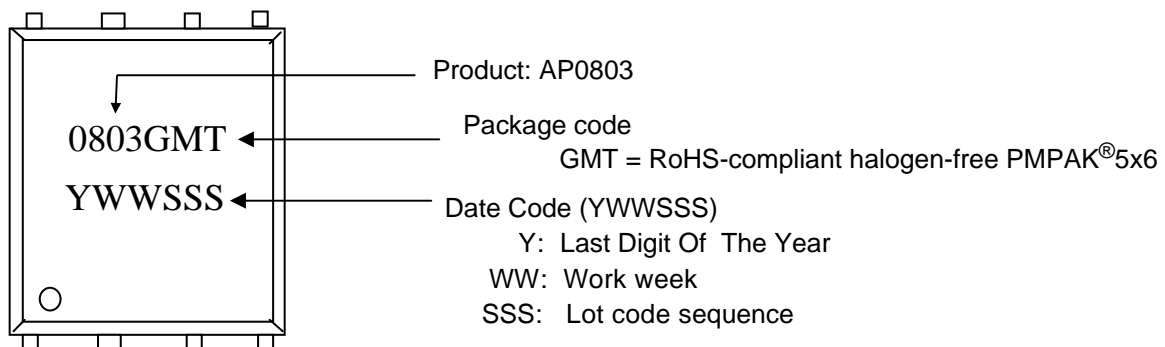 Product: AP0803
0803GMT
Package code
GMT = RoHS-compliant halogen-free PMPAK®5x6
YWWSSS
Date Code (YWWSSS)
Y: Last Digit Of The Year
WW: Work week
SSS: Lot code sequence